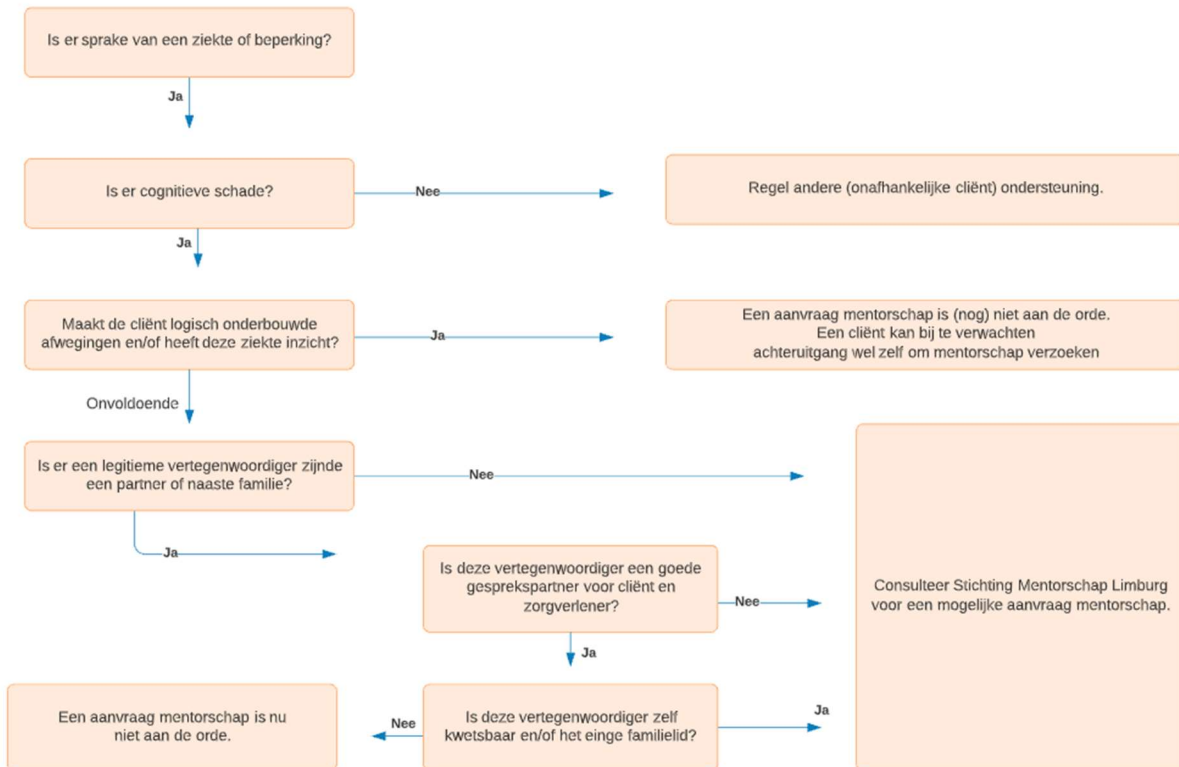 Is er sprake van een ziekte of beperking?
Ja
Is er cognitieve schade?
Nee
Regel andere (onafhankelijke cliënt) ondersteuning.
Ja
Maakt de cliënt logisch onderbouwde
afwegingen en/of heeft deze ziekte inzicht?
Ja
Een aanvraag mentorschap is (nog) niet aan de orde.
Een cliënt kan bij te verwachten
achteruitgang wel zelf om mentorschap verzoeken
Onvoldoende
Is er een legitieme vertegenwoordiger zijnde
een partner of naaste familie?
Nee
Ja
Is deze vertegenwoordiger een goede
gesprekspartner voor cliënt en
zorgverlener?
Nee
Consulteer Stichting Mentorschap Limburg
voor een mogelijke aanvraag mentorschap.
Ja
Is deze vertegenwoordiger zelf
kwetsbaar en/of het einge familielid?
Ja
Nee
Een aanvraag mentorschap is nu
niet aan de orde.